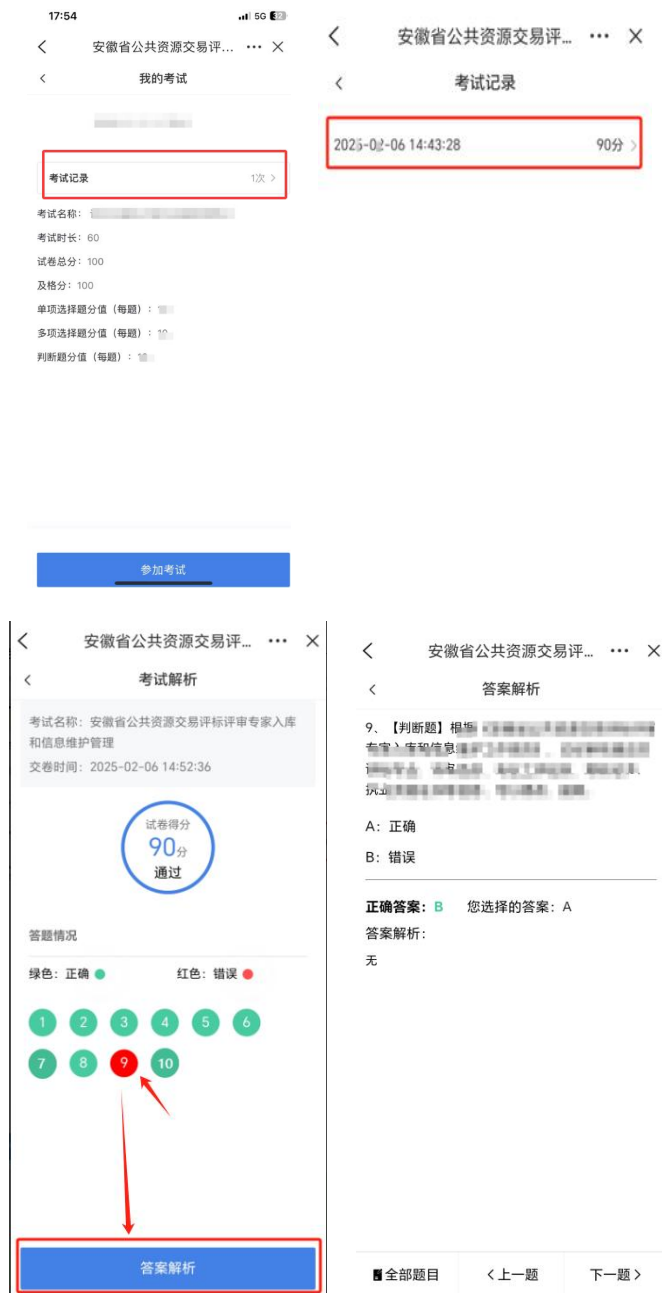 17:54
5G
安徽省公共资源交易评...
我的考试
考试记录
1次
考试名称:
考试时长: 60
试卷总分: 100
及格分: 100
单项选择题分值(每题):
多项选择题分值(每题):
判断题分值(每题):
参加考试
安徽省公共资源交易评...
考试记录
2025-02-06 14:43:28
90分
安徽省公共资源交易评...
考试解析
考试名称: 安徽省公共资源交易评标评审专家入库
和信息维护管理
交卷时间: 2025-02-06 14:52:36
试卷得分
90分
通过
答题情况
绿色: 正确
红色: 错误
1 2 3 4 5 6
7 8 9 10
答案解析
安徽省公共资源交易评...
答案解析
9、【判断题】根据
A: 正确
B: 错误
正确答案: B 您选择的答案: A
答案解析:
无
全部题目
上一题
下一题